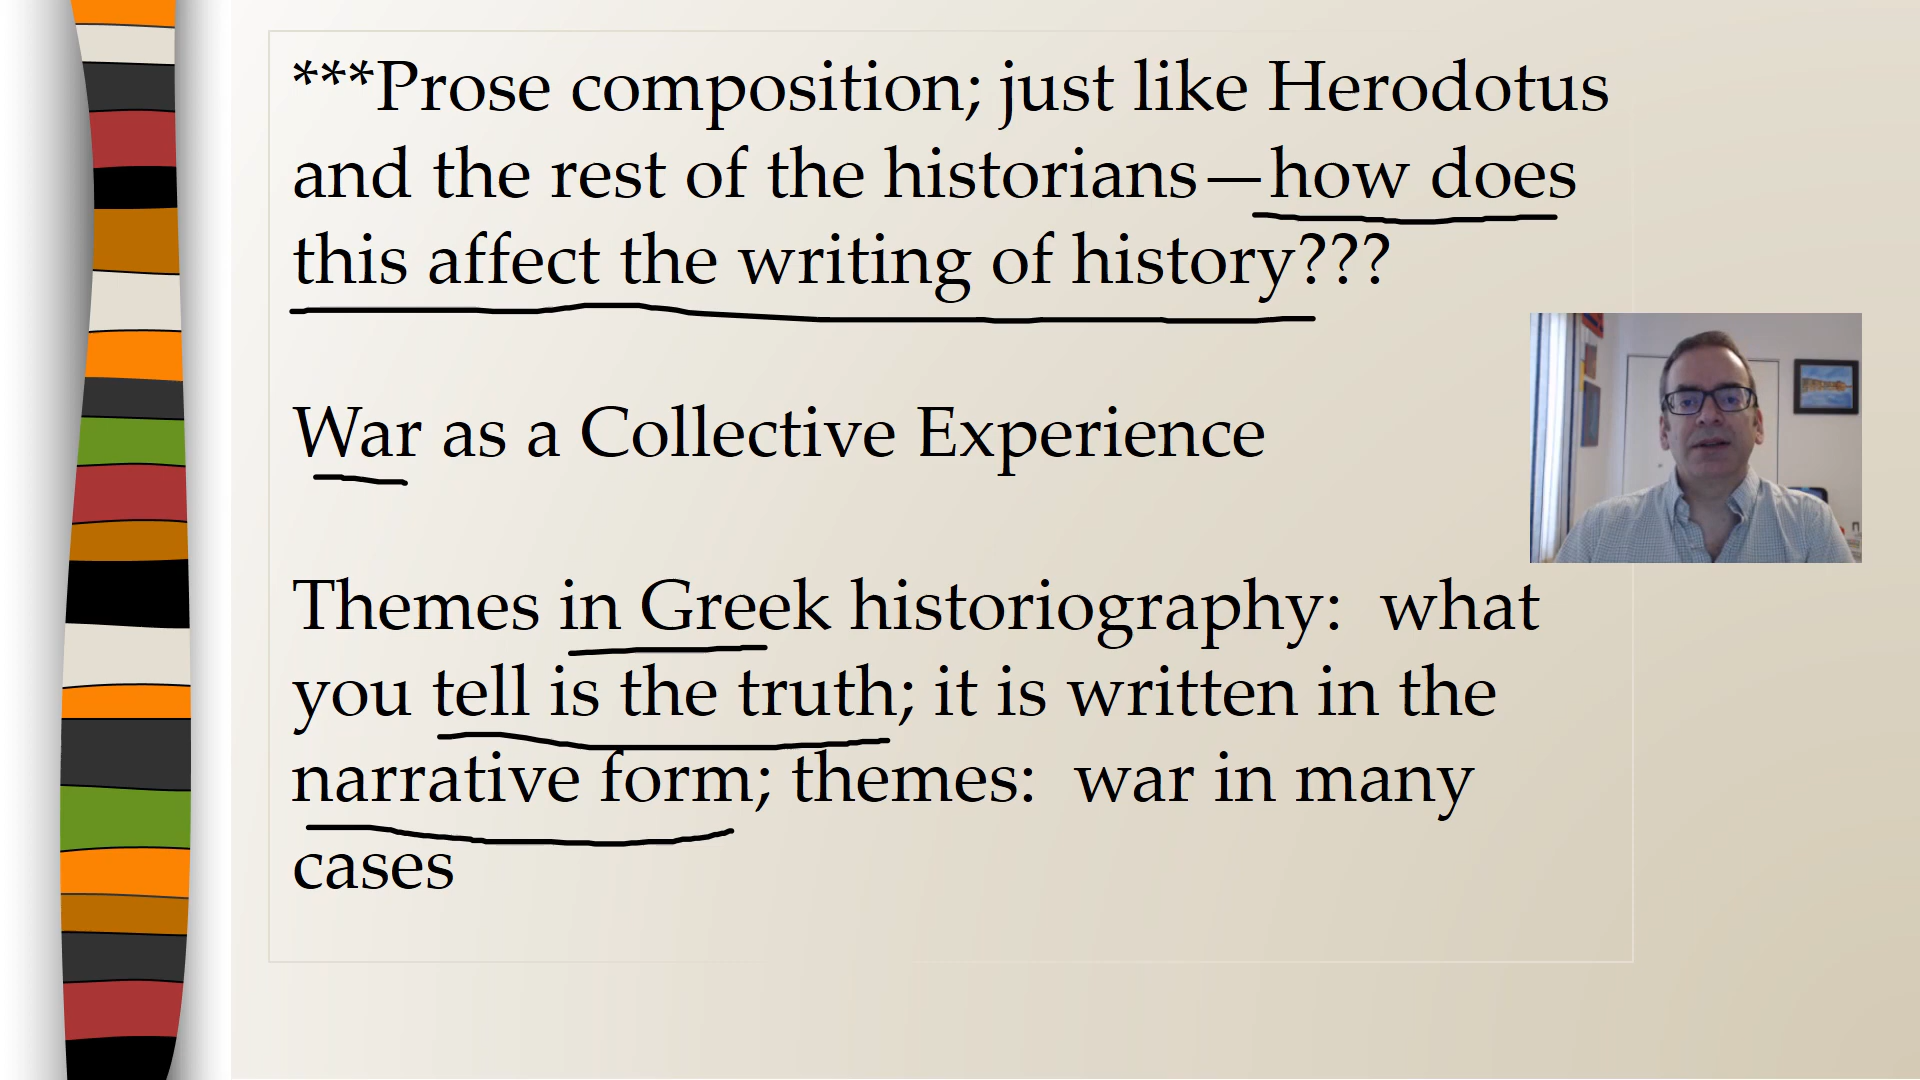 ***Prose composition; just like Herodotus
and the rest of the historians—how does
this affect the writing of history???
War as a Collective Experience
Themes in Greek historiography:  what
you tell is the truth; it is written in the
narrative form; themes:  war in many
cases